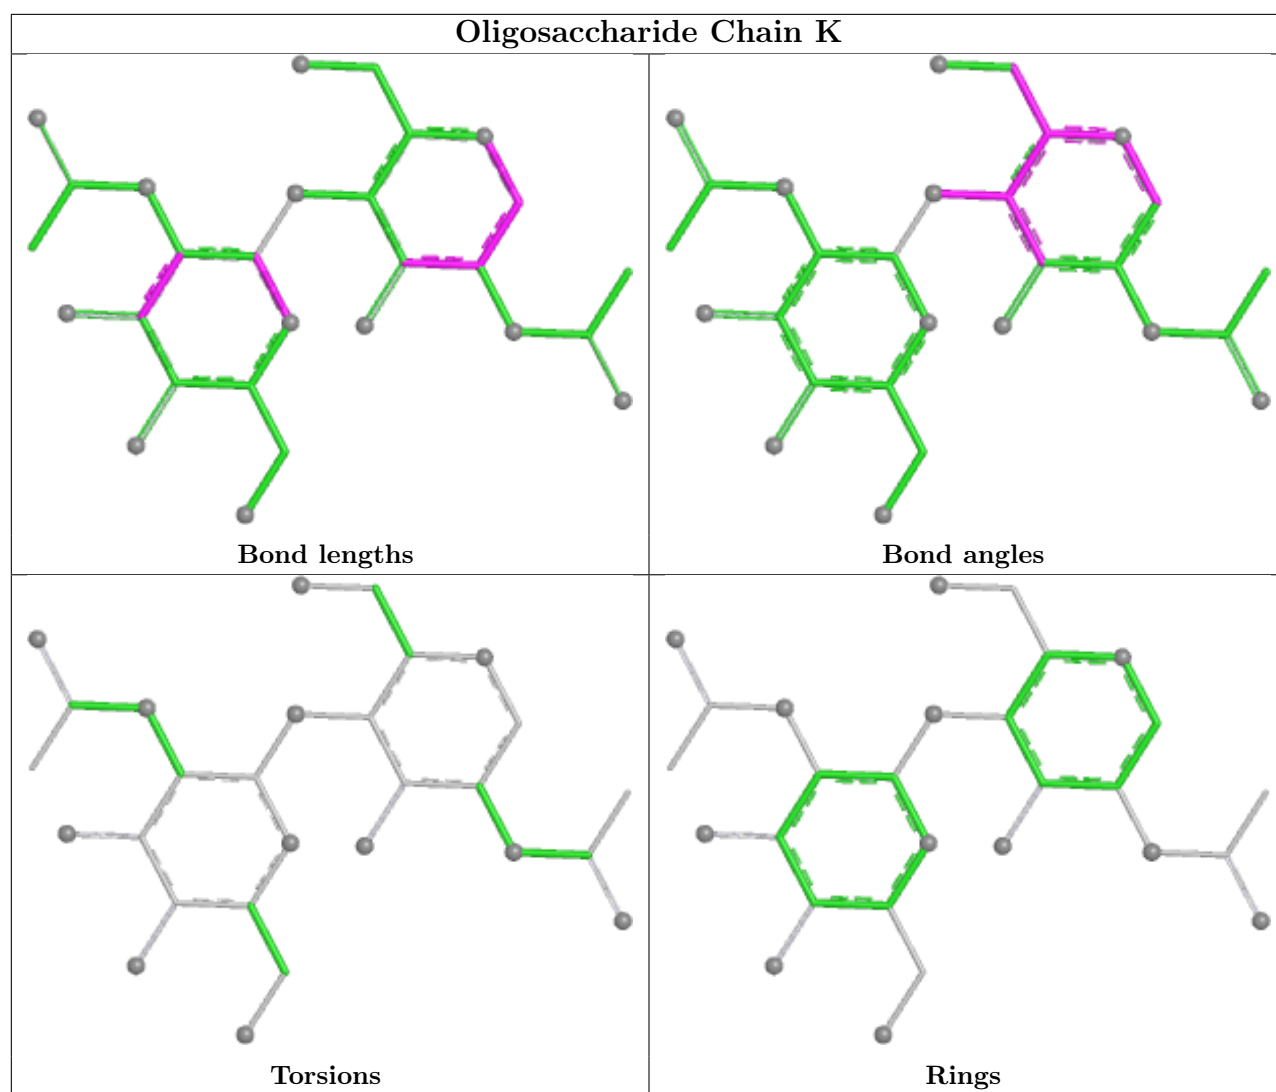 Oligosaccharide Chain K
Bond lengths
Bond angles
Torsions
Rings